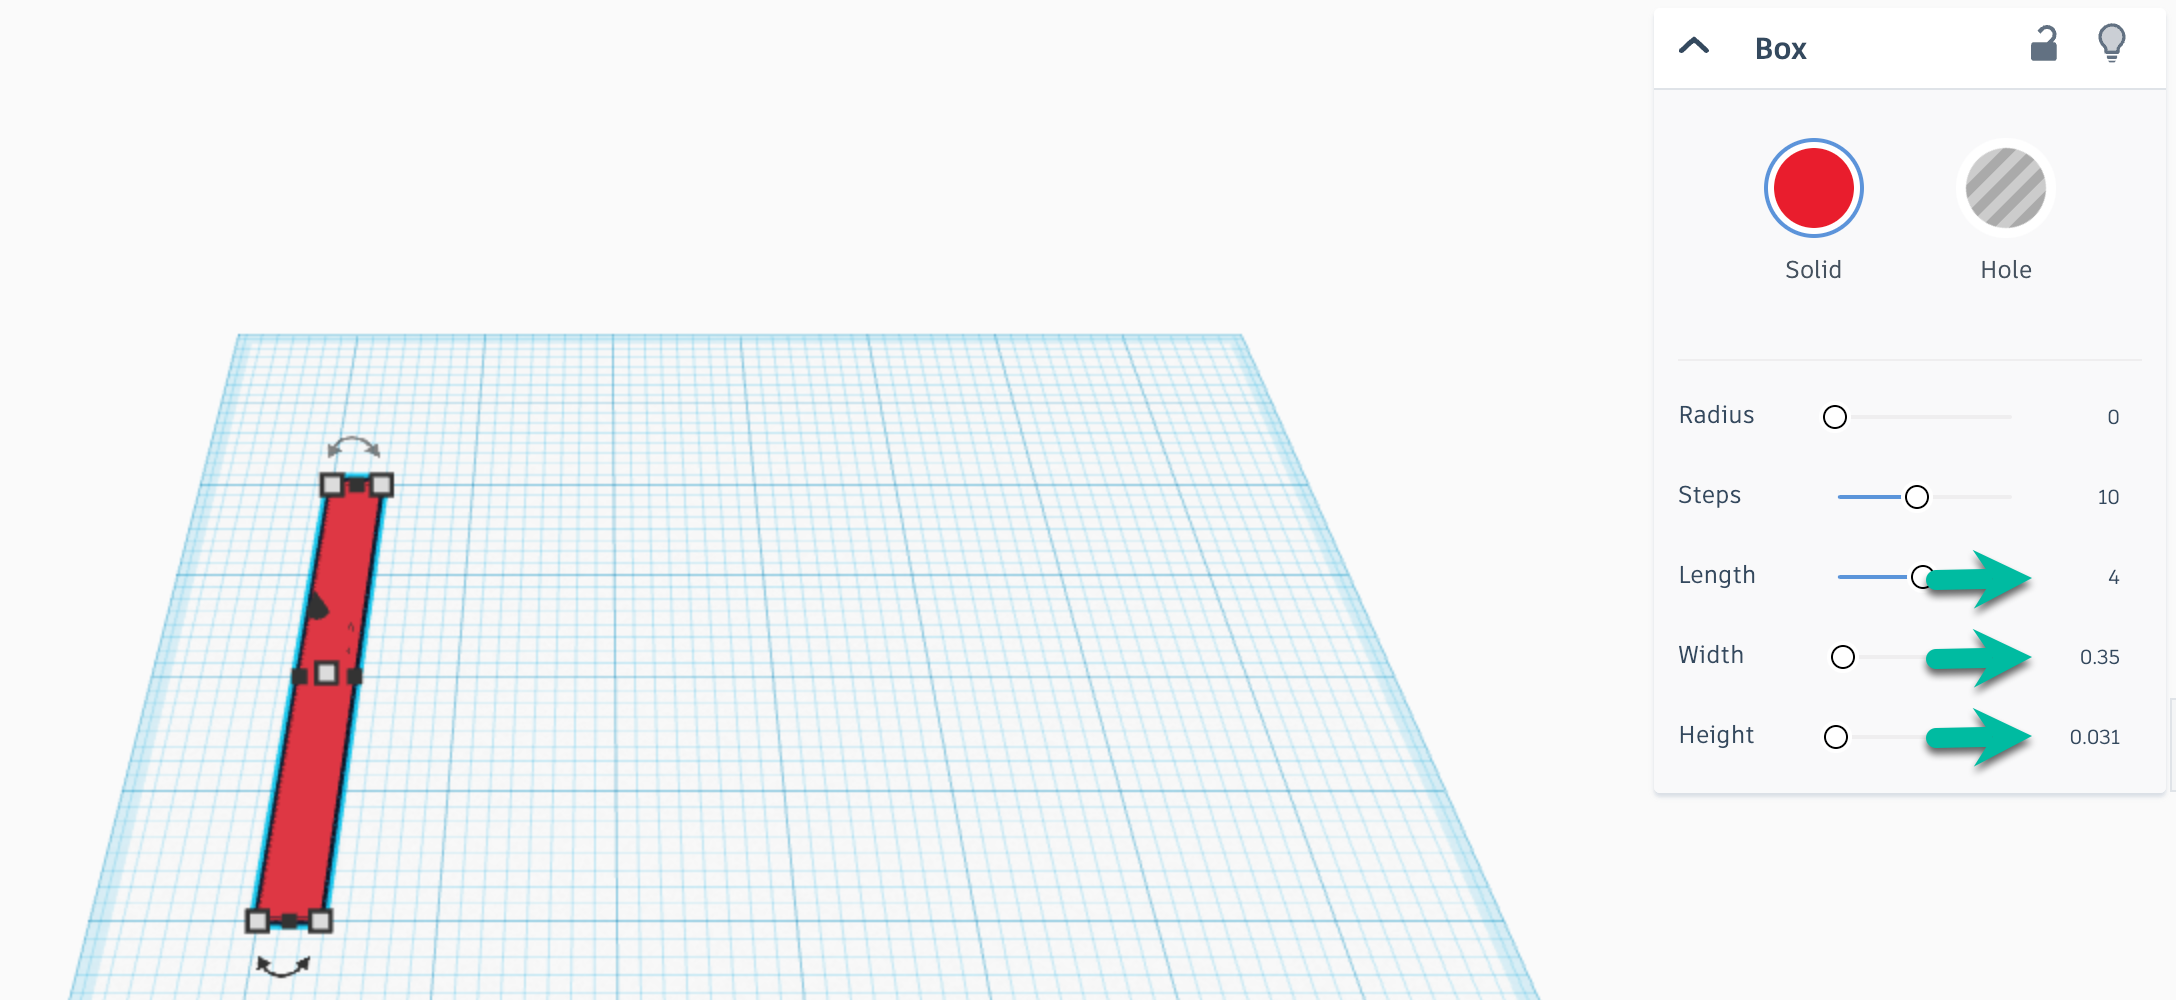 Box
Solid
Hole
Radius 0
Steps 10
Length 4
Width 0.35
Height 0.031